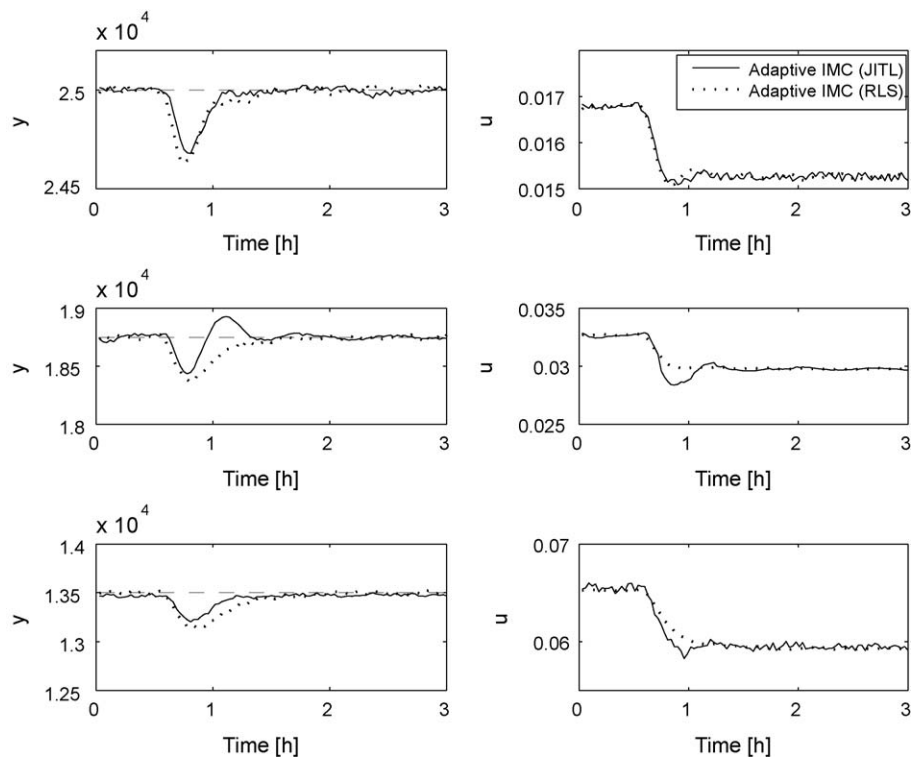 x 10 4
2.5
2.45
y
0 1 2 3
Time [h]
0.017
0.016
0.015
u
0 1 2 3
Time [h]
Adaptive IMC (JITL)
Adaptive IMC (RLS)
x 10 4
1.9
1.85
1.8
y
0 1 2 3
Time [h]
0.035
0.03
0.025
u
0 1 2 3
Time [h]
x 10 4
1.4
1.35
1.3
1.25
y
0 1 2 3
Time [h]
0.07
0.06
u
0 1 2 3
Time [h]